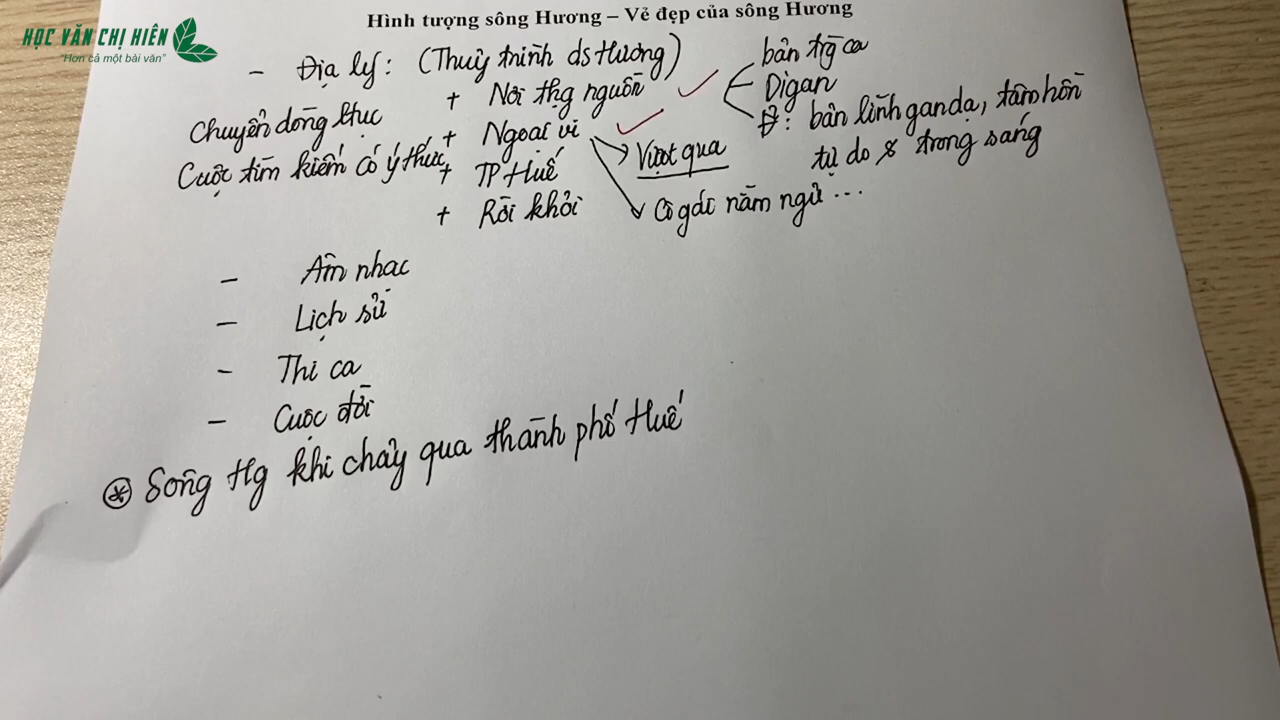 Hình tượng sông Hương – Vẻ đẹp của sông Hương
HỌC VĂN CHỊ HIÊN
"Hơn cả một bài văn"
- Địa lý: (Thuỷ trình ds Hương)
+ Nơi thg nguồn
bản trg ca
Digan
Đ: bản lĩnh gan dạ, tâm hồn
tự do & trong sáng
Chuyển dòng ltục
+ Ngoại vi
Vượt qua
Cuộc tìm kiếm có ý thức
+ TP Huế
Cô gái nằm ngủ ...
+ Rời khỏi
- Âm nhạc
- Lịch sử
- Thi ca
- Cuộc đời
* Sông Hg khi chảy qua thành phố Huế